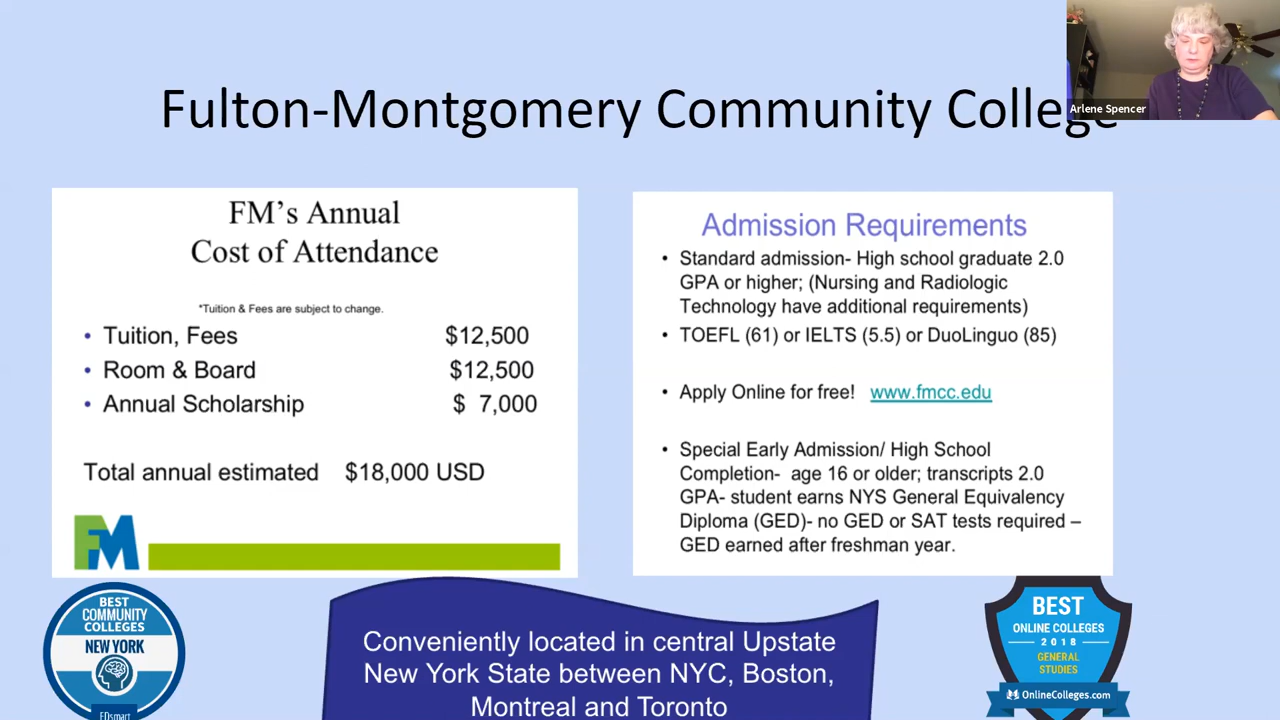 Arlene Spencer
Fulton-Montgomery Community College
FM's Annual
Cost of Attendance
*Tuition & Fees are subject to change.
• Tuition, Fees $12,500
• Room & Board $12,500
• Annual Scholarship $ 7,000
Total annual estimated $18,000 USD
FM
Admission Requirements
• Standard admission- High school graduate 2.0
GPA or higher; (Nursing and Radiologic
Technology have additional requirements)
• TOEFL (61) or IELTS (5.5) or DuoLinguo (85)
• Apply Online for free! www.fmcc.edu
• Special Early Admission/ High School
Completion- age 16 or older; transcripts 2.0
GPA- student earns NYS General Equivalency
Diploma (GED)- no GED or SAT tests required –
GED earned after freshman year.
BEST
COMMUNITY
COLLEGES
NEW YORK
EDsmart
Conveniently located in central Upstate
New York State between NYC, Boston,
Montreal and Toronto
BEST
ONLINE COLLEGES
2018
GENERAL
STUDIES
OnlineColleges.com